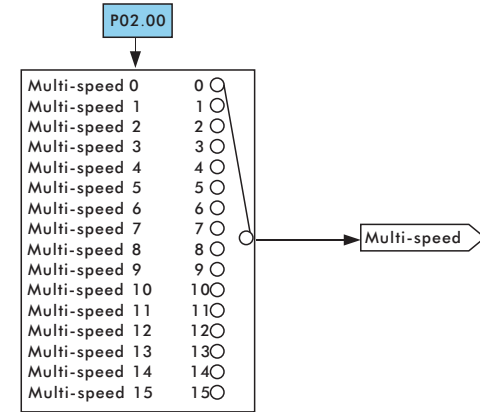 P02.00
Multi-speed 0 0
Multi-speed 1 1
Multi-speed 2 2
Multi-speed 3 3
Multi-speed 4 4
Multi-speed 5 5
Multi-speed 6 6
Multi-speed 7 7
Multi-speed 8 8
Multi-speed 9 9
Multi-speed 10 10
Multi-speed 11 11
Multi-speed 12 12
Multi-speed 13 13
Multi-speed 14 14
Multi-speed 15 15
Multi-speed